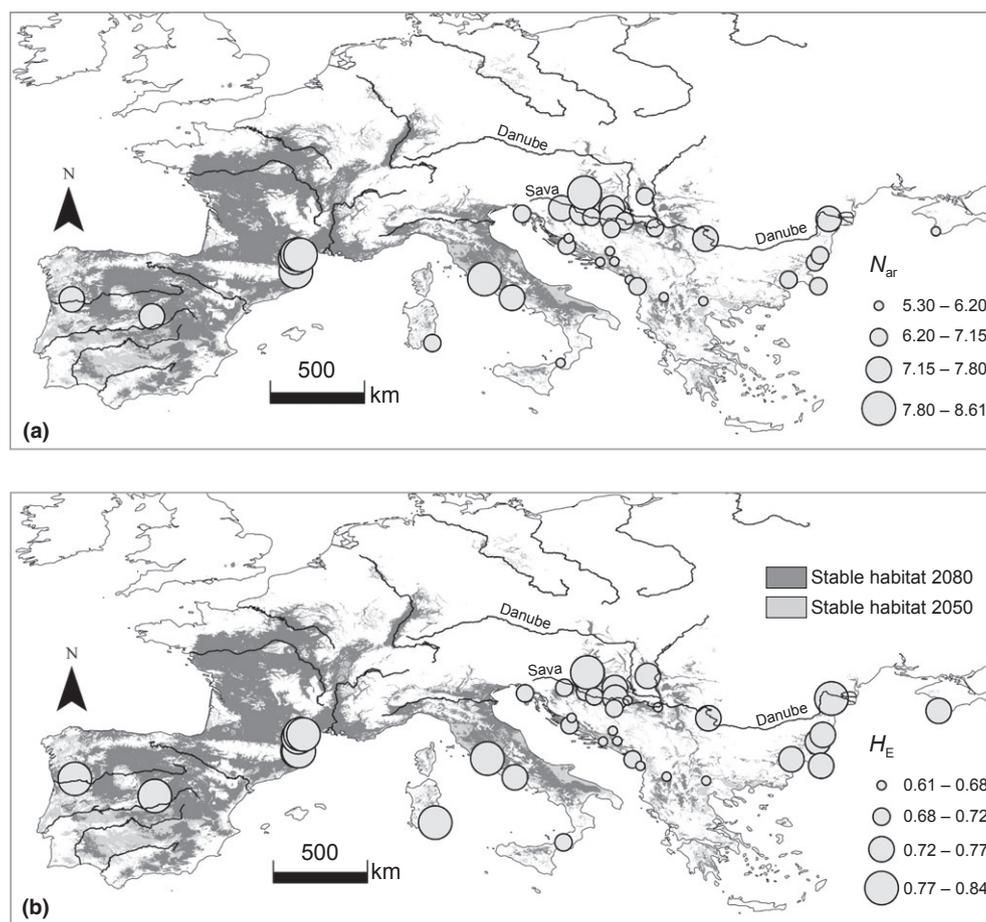 Danube
N
Sava
Danube
N_ar
5.30 – 6.20
6.20 – 7.15
7.15 – 7.80
7.80 – 8.61
500
km
(a)
Stable habitat 2080
Stable habitat 2050
Danube
N
Sava
Danube
H_E
0.61 – 0.68
0.68 – 0.72
0.72 – 0.77
0.77 – 0.84
500
km
(b)